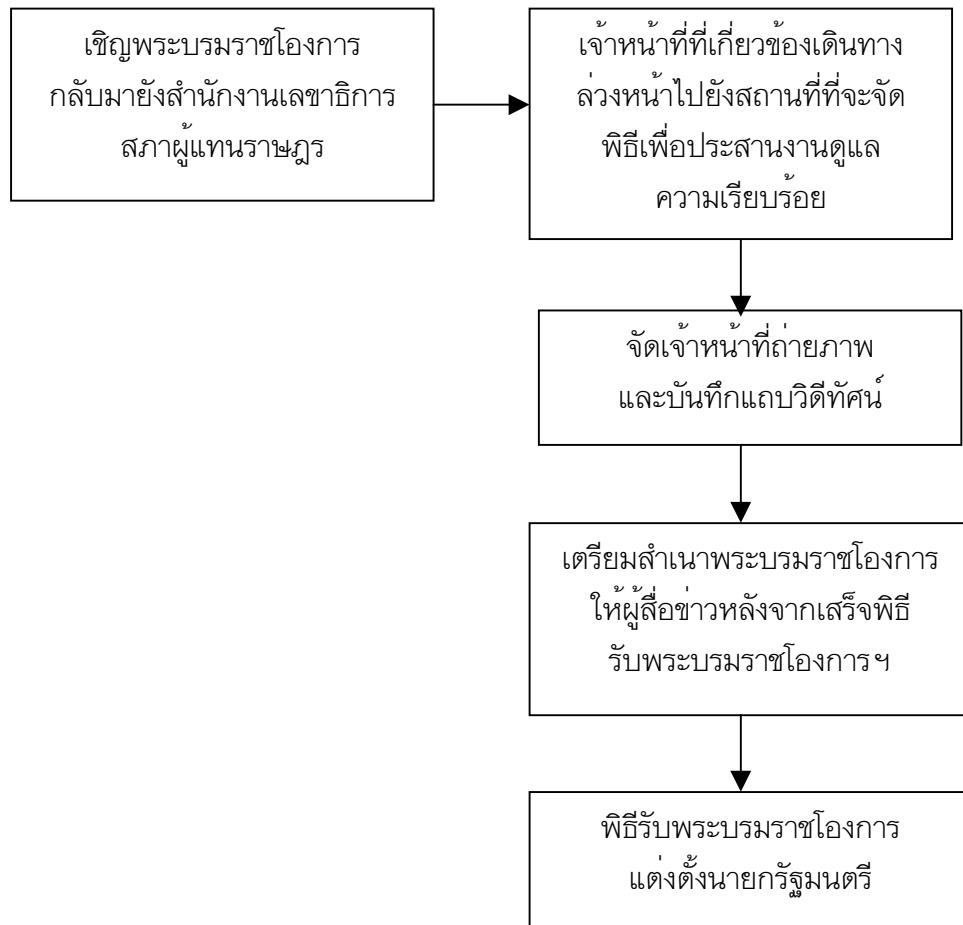 เชิญพระบรมราชโองการ
กลับมายังสำนักงานเลขาธิการ
สภาผู้แทนราษฎร
เจ้าหน้าที่ที่เกี่ยวข้องเดินทาง
ล่วงหน้าไปยังสถานที่ที่จะจัด
พิธีเพื่อประสานงานดูแล
ความเรียบร้อย
จัดเจ้าหน้าที่ถ่ายภาพ
และบันทึกแถบวิดีทัศน์
เตรียมสำเนาพระบรมราชโองการ
ให้ผู้สื่อข่าวหลังจากเสร็จพิธี
รับพระบรมราชโองการฯ
พิธีรับพระบรมราชโองการ
แต่งตั้งนายกรัฐมนตรี